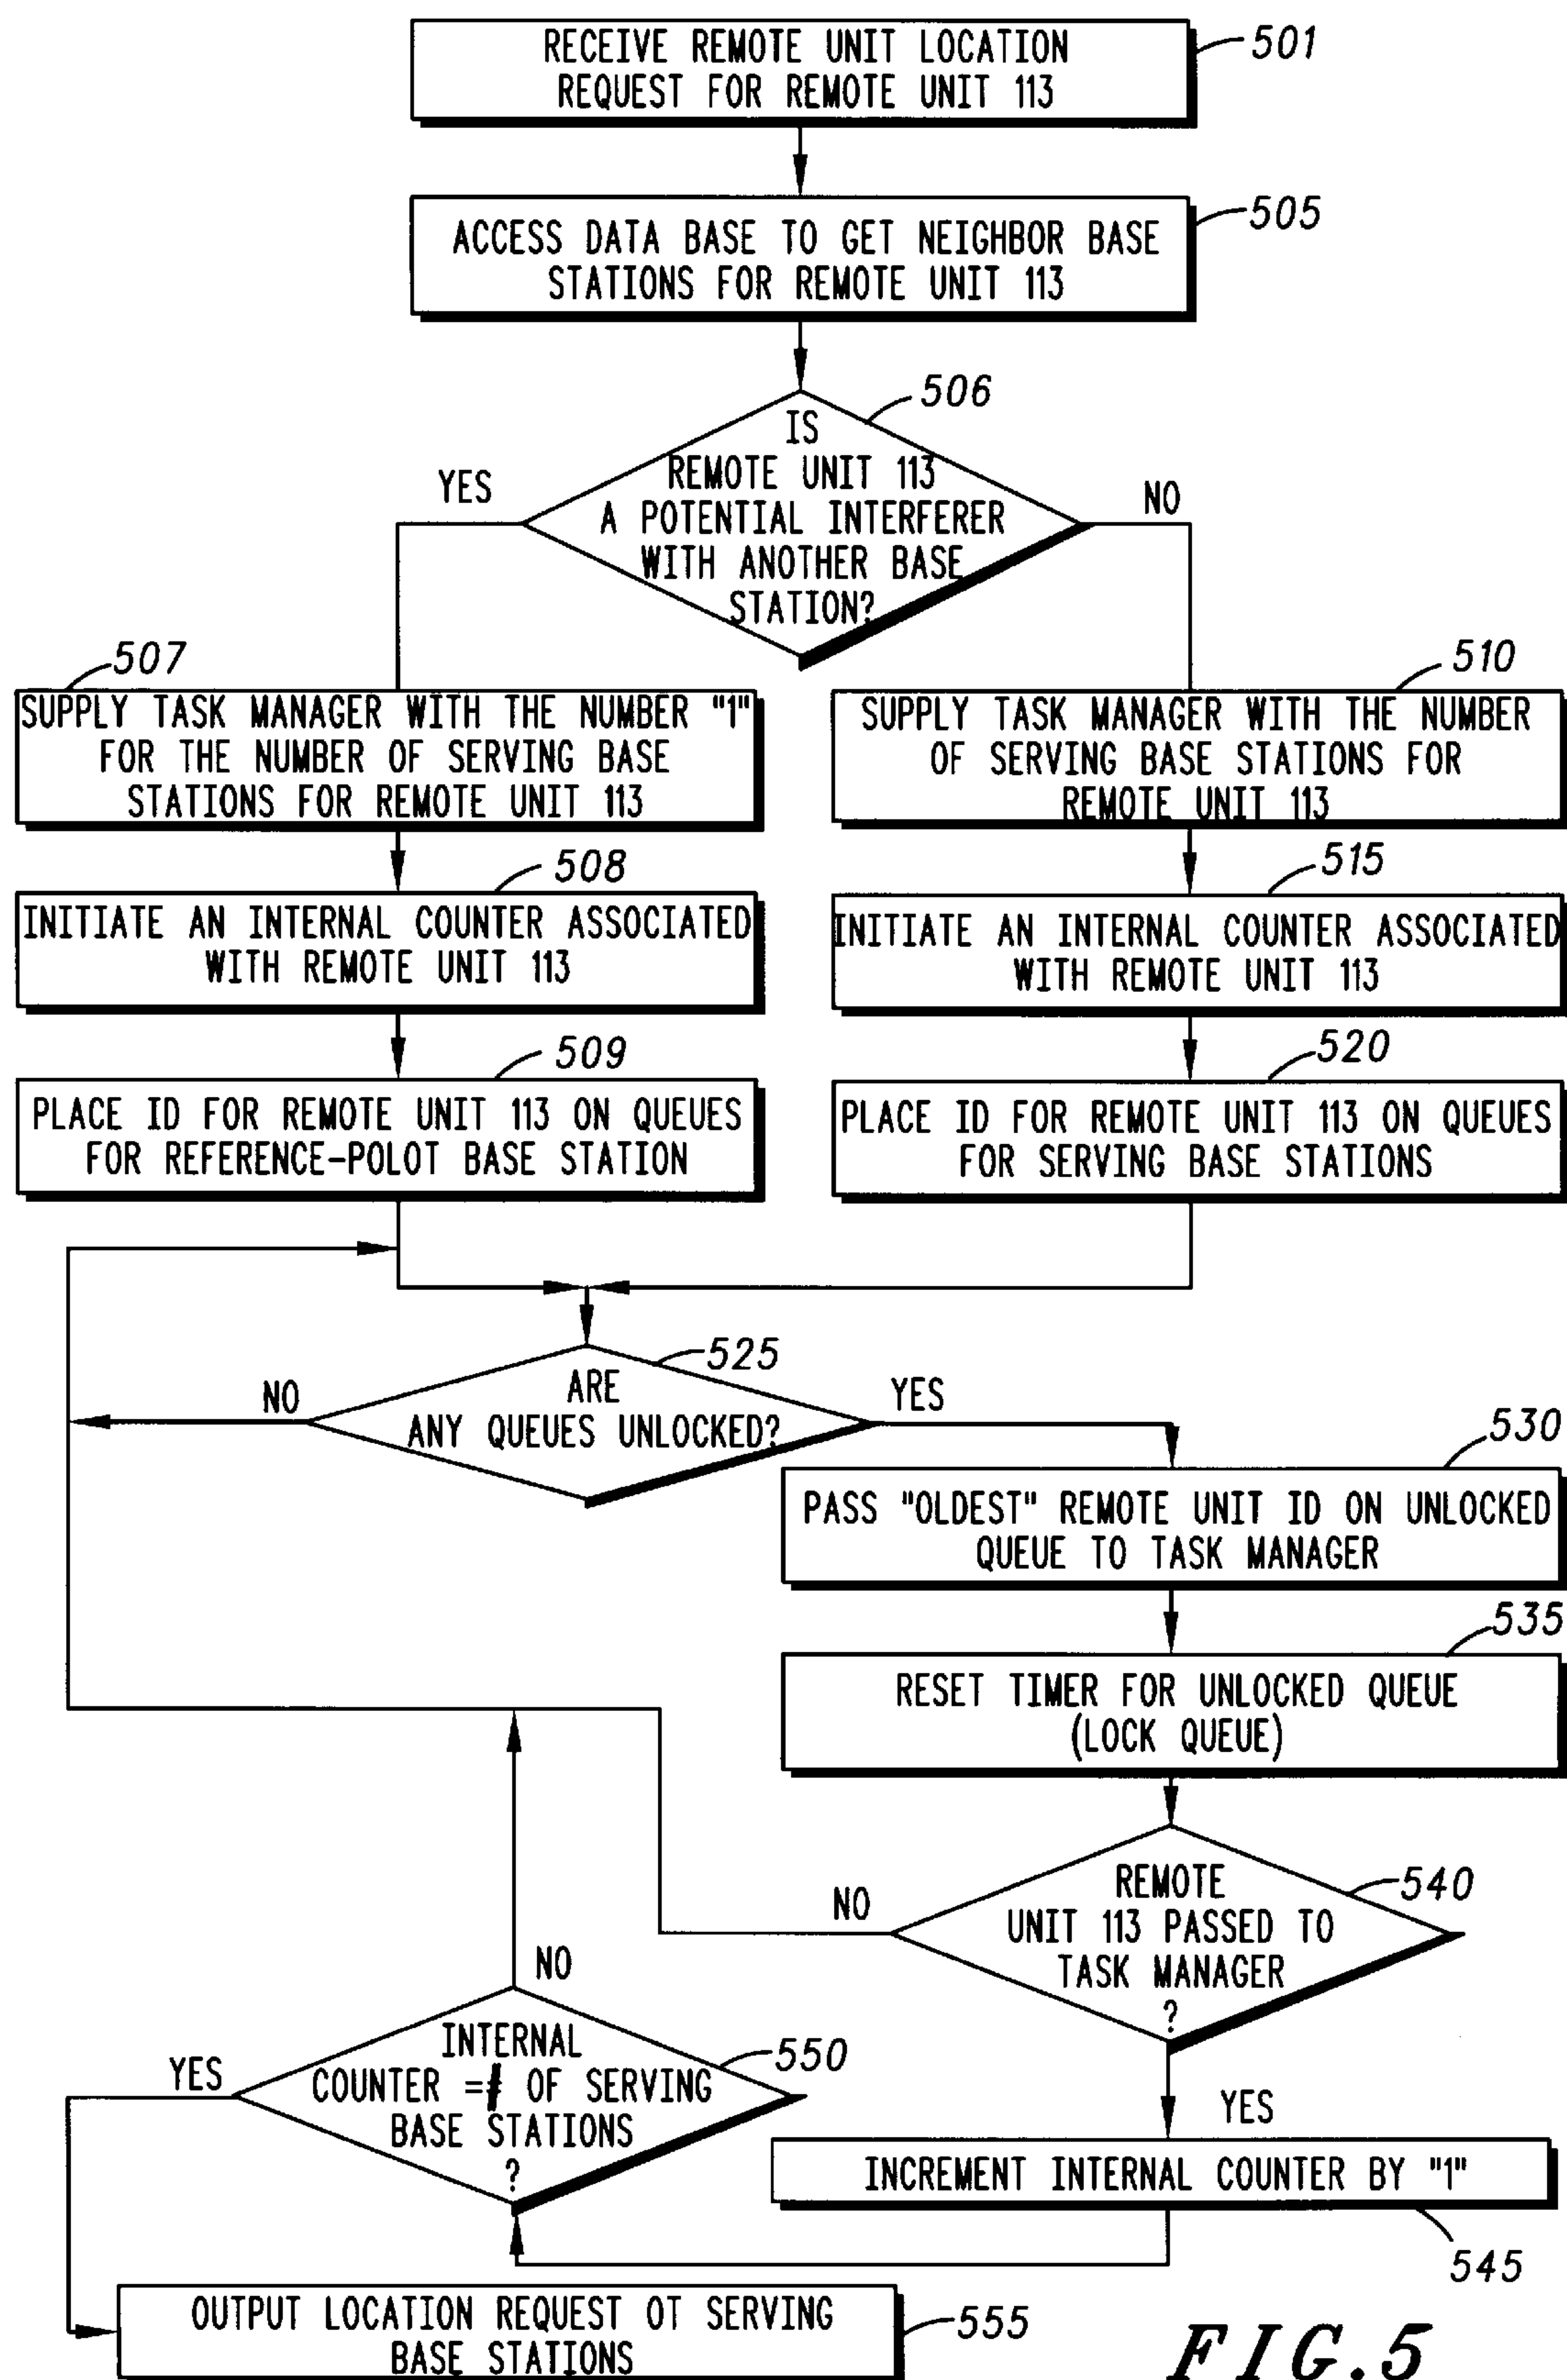 RECEIVE REMOTE UNIT LOCATION
REQUEST FOR REMOTE UNIT 113
501
ACCESS DATA BASE TO GET NEIGHBOR BASE
STATIONS FOR REMOTE UNIT 113
505
506
IS
REMOTE UNIT 113
A POTENTIAL INTERFERER
WITH ANOTHER BASE
STATION?
YES
NO
507
SUPPLY TASK MANAGER WITH THE NUMBER "1"
FOR THE NUMBER OF SERVING BASE
STATIONS FOR REMOTE UNIT 113
510
SUPPLY TASK MANAGER WITH THE NUMBER
OF SERVING BASE STATIONS FOR
REMOTE UNIT 113
508
INITIATE AN INTERNAL COUNTER ASSOCIATED
WITH REMOTE UNIT 113
515
INITIATE AN INTERNAL COUNTER ASSOCIATED
WITH REMOTE UNIT 113
509
PLACE ID FOR REMOTE UNIT 113 ON QUEUES
FOR REFERENCE-POLOT BASE STATION
520
PLACE ID FOR REMOTE UNIT 113 ON QUEUES
FOR SERVING BASE STATIONS
525
ARE
ANY QUEUES UNLOCKED?
NO
YES
530
PASS "OLDEST" REMOTE UNIT ID ON UNLOCKED
QUEUE TO TASK MANAGER
535
RESET TIMER FOR UNLOCKED QUEUE
(LOCK QUEUE)
540
REMOTE
UNIT 113 PASSED TO
TASK MANAGER
?
NO
YES
INCREMENT INTERNAL COUNTER BY "1"
545
NO
550
INTERNAL
COUNTER =# OF SERVING
BASE STATIONS
?
YES
OUTPUT LOCATION REQUEST OT SERVING
BASE STATIONS
555
FIG.5